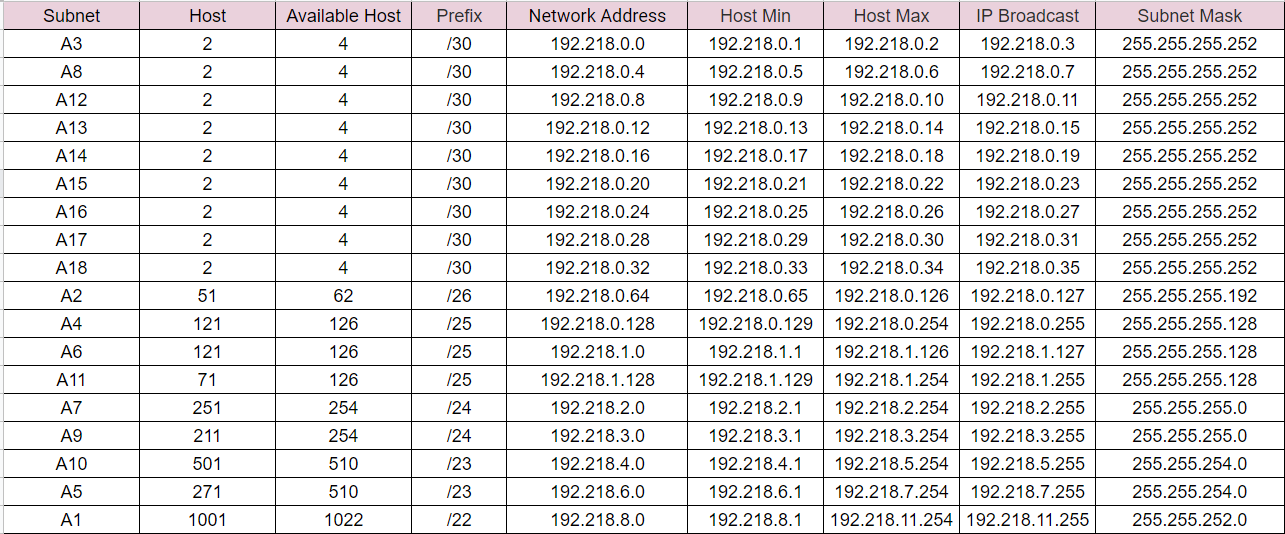 Subnet Host Available Host Prefix Network Address Host Min Host Max IP Broadcast Subnet Mask
A3 2 4 /30 192.218.0.0 192.218.0.1 192.218.0.2 192.218.0.3 255.255.255.252
A8 2 4 /30 192.218.0.4 192.218.0.5 192.218.0.6 192.218.0.7 255.255.255.252
A12 2 4 /30 192.218.0.8 192.218.0.9 192.218.0.10 192.218.0.11 255.255.255.252
A13 2 4 /30 192.218.0.12 192.218.0.13 192.218.0.14 192.218.0.15 255.255.255.252
A14 2 4 /30 192.218.0.16 192.218.0.17 192.218.0.18 192.218.0.19 255.255.255.252
A15 2 4 /30 192.218.0.20 192.218.0.21 192.218.0.22 192.218.0.23 255.255.255.252
A16 2 4 /30 192.218.0.24 192.218.0.25 192.218.0.26 192.218.0.27 255.255.255.252
A17 2 4 /30 192.218.0.28 192.218.0.29 192.218.0.30 192.218.0.31 255.255.255.252
A18 2 4 /30 192.218.0.32 192.218.0.33 192.218.0.34 192.218.0.35 255.255.255.252
A2 51 62 /26 192.218.0.64 192.218.0.65 192.218.0.126 192.218.0.127 255.255.255.192
A4 121 126 /25 192.218.0.128 192.218.0.129 192.218.0.254 192.218.0.255 255.255.255.128
A6 121 126 /25 192.218.1.0 192.218.1.1 192.218.1.126 192.218.1.127 255.255.255.128
A11 71 126 /25 192.218.1.128 192.218.1.129 192.218.1.254 192.218.1.255 255.255.255.128
A7 251 254 /24 192.218.2.0 192.218.2.1 192.218.2.254 192.218.2.255 255.255.255.0
A9 211 254 /24 192.218.3.0 192.218.3.1 192.218.3.254 192.218.3.255 255.255.255.0
A10 501 510 /23 192.218.4.0 192.218.4.1 192.218.5.254 192.218.5.255 255.255.254.0
A5 271 510 /23 192.218.6.0 192.218.6.1 192.218.7.254 192.218.7.255 255.255.254.0
A1 1001 1022 /22 192.218.8.0 192.218.8.1 192.218.11.254 192.218.11.255 255.255.252.0